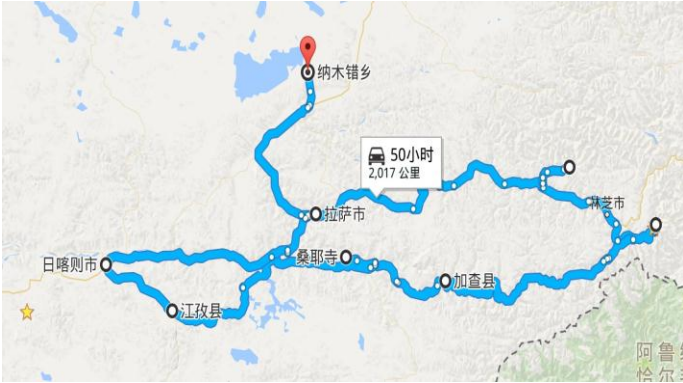 纳木错乡
50小时
2,017 公里
林芝市
拉萨市
桑耶寺
日喀则市
加查县
江孜县
阿鲁
恰尔